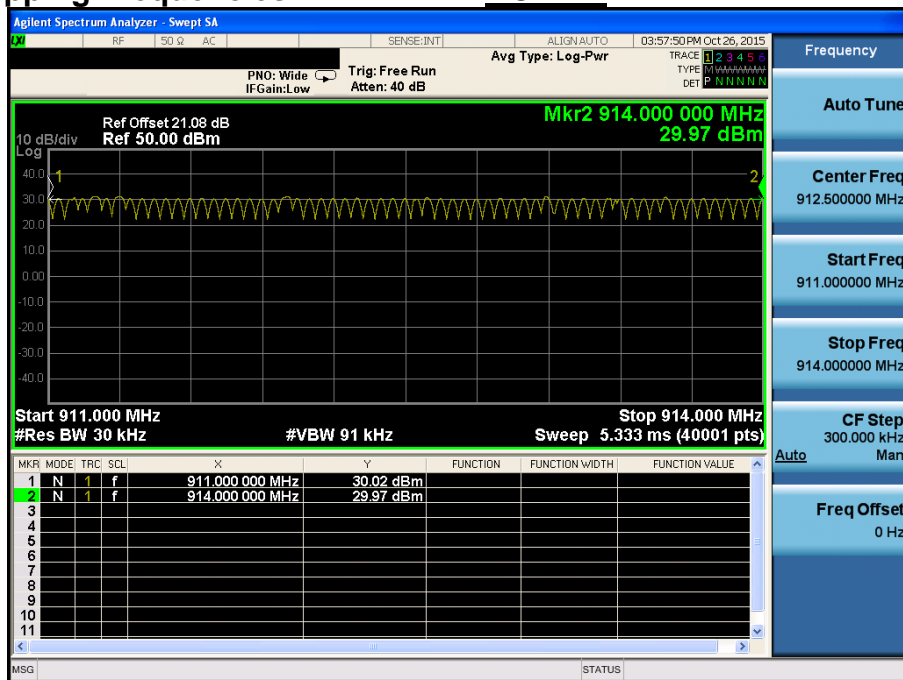 Agilent Spectrum Analyzer - Swept SA
LXI RF 50 Ω AC SENSE:INT ALIGN AUTO 03:57:50 PM Oct 26, 2015
PNO: Wide Trig: Free Run Avg Type: Log-Pwr TRACE 1 2 3 4 5 6
IFGain:Low Atten: 40 dB TYPE M WWWWW
DET P N N N N N
Ref Offset 21.08 dB Mkr2 914.000 000 MHz
10 dB/div Ref 50.00 dBm 29.97 dBm
Log
40.0 1 2
30.0
20.0
10.0
0.00
-10.0
-20.0
-30.0
-40.0
Start 911.000 MHz Stop 914.000 MHz
#Res BW 30 kHz #VBW 91 kHz Sweep 5.333 ms (40001 pts)
MKR MODE TRC SCL X Y FUNCTION FUNCTION WIDTH FUNCTION VALUE
1 N 1 f 911.000 000 MHz 30.02 dBm
2 N 1 f 914.000 000 MHz 29.97 dBm
3
4
5
6
7
8
9
10
11
MSG STATUS
Frequency
Auto Tune
Center Freq
912.500000 MHz
Start Freq
911.000000 MHz
Stop Freq
914.000000 MHz
CF Step
300.000 kHz
Auto Man
Freq Offset
0 Hz